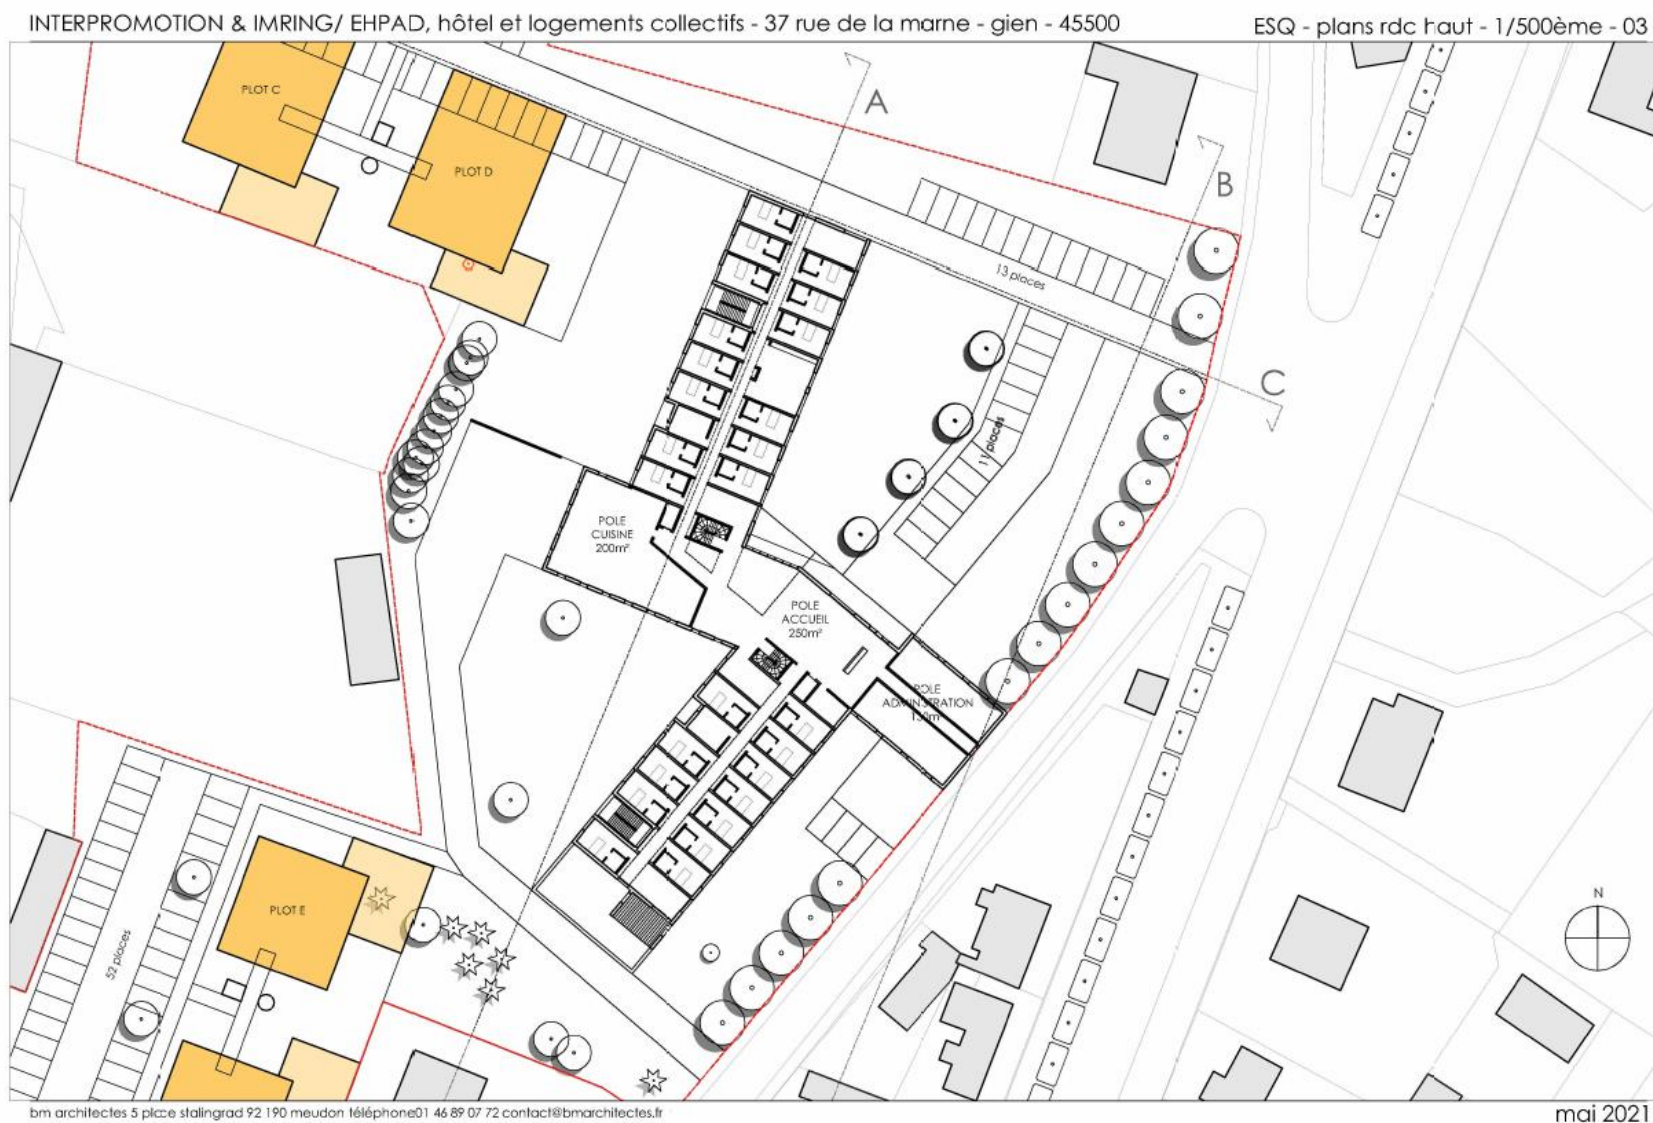 INTERPROMOTION & IMRING/ EHPAD, hôtel et logements collectifs - 37 rue de la marne - gien - 45500
ESQ - plans rdc haut - 1/500ème - 03
PLOT C
A
PLOT D
B
13 places
C
11 places
POLE
CUISINE
200m²
POLE
ACCUEIL
250m²
POLE
ADMINISTRATION
150m²
N
PLOT E
52 places
bm architectes 5 place stalingrad 92 190 meudon téléphone01 46 89 07 72 contact@bmarchitectes.fr
mai 2021